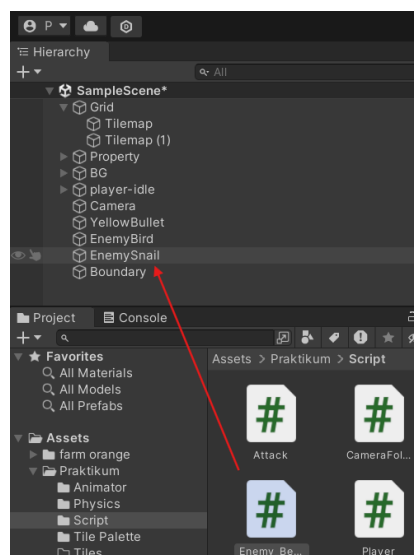 P
Hierarchy
All
SampleScene*
Grid
Tilemap
Tilemap (1)
Property
BG
player-idle
Camera
YellowBullet
EnemyBird
EnemySnail
Boundary
Project Console
Favorites
All Materials
All Models
All Prefabs
Assets
farm orange
Praktikum
Animator
Physics
Script
Tile Palette
Tiles
Assets > Praktikum > Script
# #
Attack CameraFol...
# #
Enemy_Be... Player